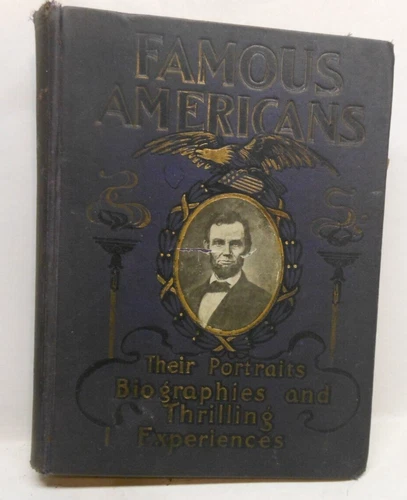 FAMOUS
AMERICANS
Their Portraits
Biographies and
Thrilling
Experiences